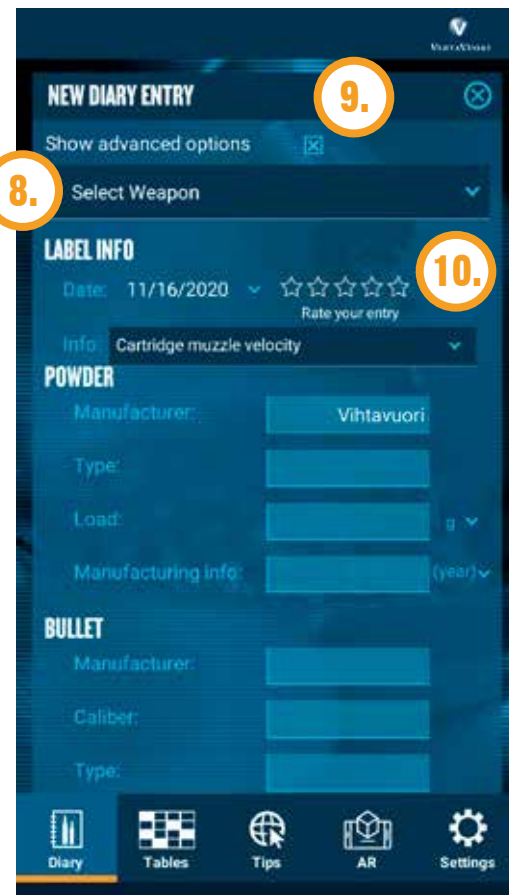 VIHTAVUORI
NEW DIARY ENTRY
9.
Show advanced options
8.
Select Weapon
LABEL INFO
10.
Date: 11/16/2020
Rate your entry
Info: Cartridge muzzle velocity
POWDER
Manufacturer: Vihtavuori
Type:
Load: g
Manufacturing info: (year)
BULLET
Manufacturer:
Caliber:
Type:
Diary Tables Tips AR Settings